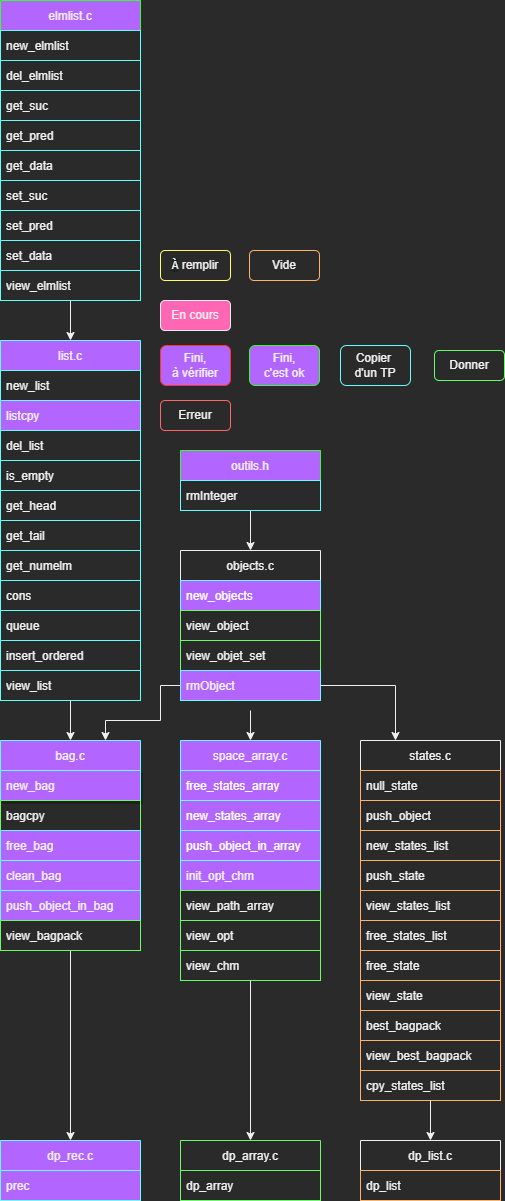 elmlist.c
new_elmlist
del_elmlist
get_suc
get_pred
get_data
set_suc
set_pred
set_data
view_elmlist
À remplir
Vide
En cours
Fini,
à vérifier
Fini,
c'est ok
Copier
d'un TP
Donner
Erreur
list.c
new_list
listcpy
del_list
is_empty
get_head
get_tail
get_numelm
cons
queue
insert_ordered
view_list
outils.h
rmInteger
objects.c
new_objects
view_object
view_objet_set
rmObject
bag.c
new_bag
bagcpy
free_bag
clean_bag
push_object_in_bag
view_bagpack
space_array.c
free_states_array
new_states_array
push_object_in_array
init_opt_chm
view_path_array
view_opt
view_chm
states.c
null_state
push_object
new_states_list
push_state
view_states_list
free_states_list
free_state
view_state
best_bagpack
view_best_bagpack
cpy_states_list
dp_rec.c
prec
dp_array.c
dp_array
dp_list.c
dp_list